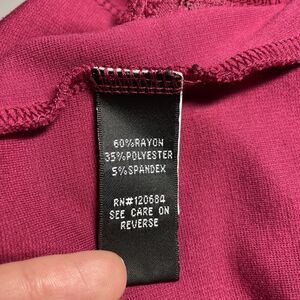 60%RAYON
35%POLYESTER
5%SPANDEX
RN#120684
SEE CARE ON
REVERSE